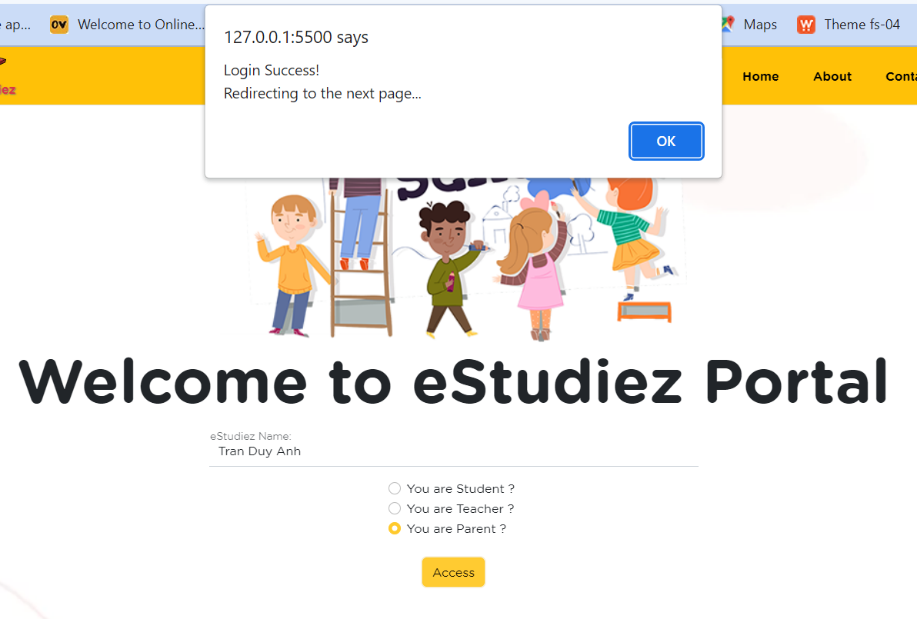 ap...
OV
Welcome to Online...
Maps
W
Theme fs-04
127.0.0.1:5500 says
Login Success!
Redirecting to the next page...
OK
Home
About
Welcome to eStudiez Portal
eStudiez Name:
Tran Duy Anh
You are Student ?
You are Teacher ?
You are Parent ?
Access